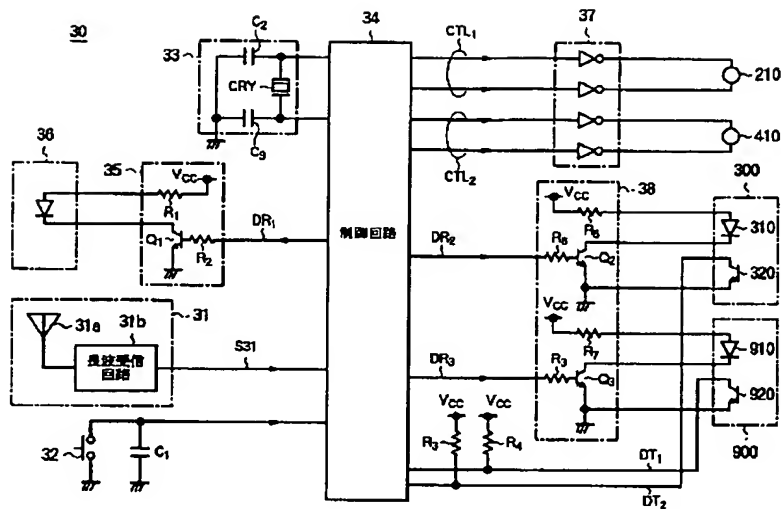 30
33
C2
CRY
C9
34
制御回路
CTL1
CTL2
37
210
410
36
35
VCC
R1
Q1
R2
DR1
31a
31b
31
長波受信
回路
S31
32
C1
38
VCC
R6
DR2
R8
Q2
300
310
320
VCC
R7
DR3
R3
Q3
910
920
900
VCC
VCC
R3
R4
DT1
DT2